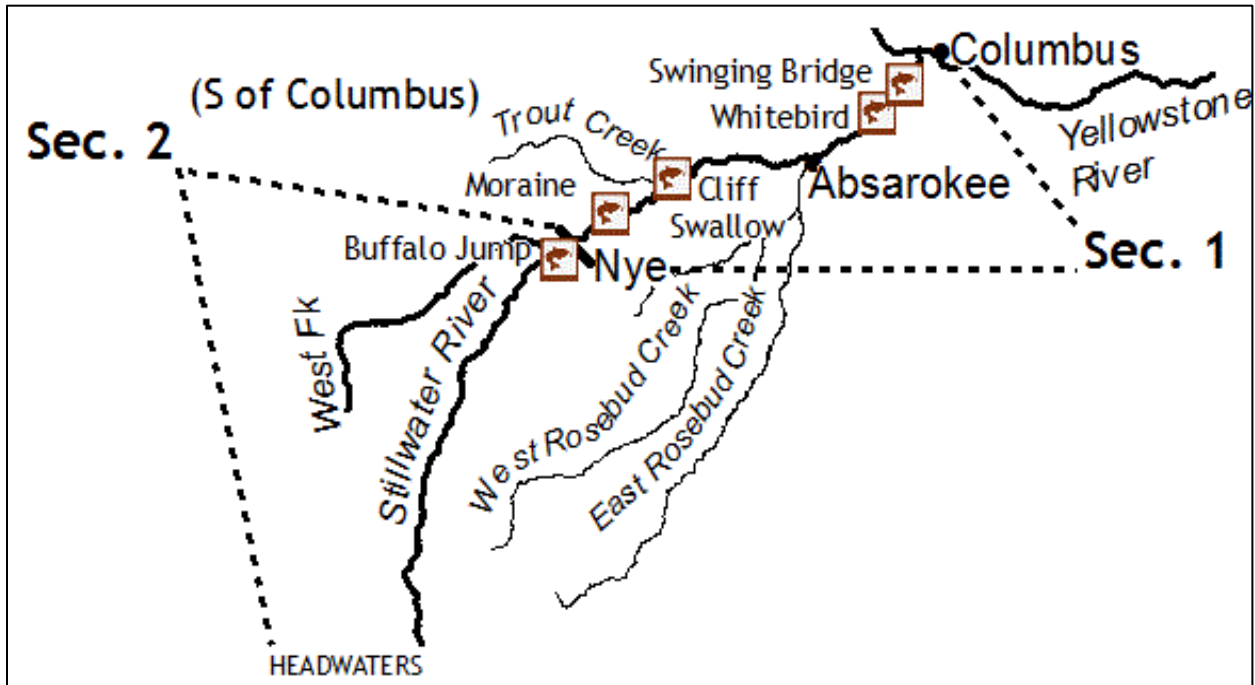 Columbus
Swinging Bridge
(S of Columbus)
Whitebird
Yellowstone
River
Trout Creek
Sec. 2
Moraine
Cliff
Swallow
Absarokee
Buffalo Jump
Nye
Sec. 1
West Fk
Stillwater River
West Rosebud Creek
East Rosebud Creek
HEADWATERS